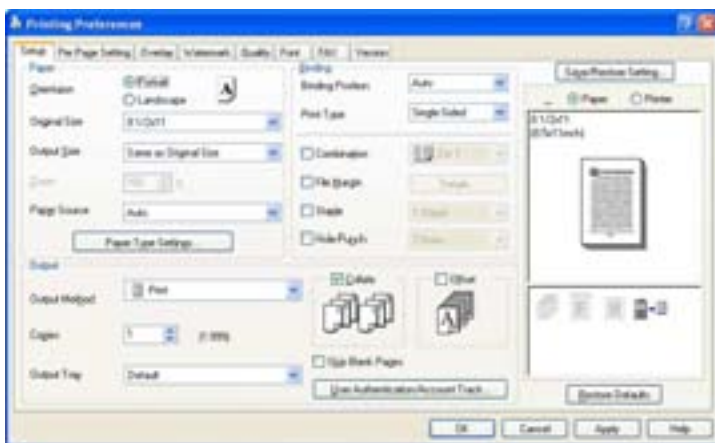 Printing Preferences
Setup Per Page Setting Overlay Watermark Quality Font Version
Paper
Orientation
Portrait
Landscape
Original Size
8 1/2x11
Output Size
Same as Original Size
Zoom
Paper Source
Auto
Paper Type Settings...
Binding
Binding Position
Auto
Print Type
Single Sided
Combination
File Margin
Details
Staple
Hole-Punch
Save/Restore Setting...
Paper
Printer
8 1/2x11
Output
Output Method
Print
Copies
1
Output Tray
Default
Collate
Offset
A
Skip Blank Pages
User Authentication/Account Track...
Restore Defaults
OK
Cancel
Apply
Help